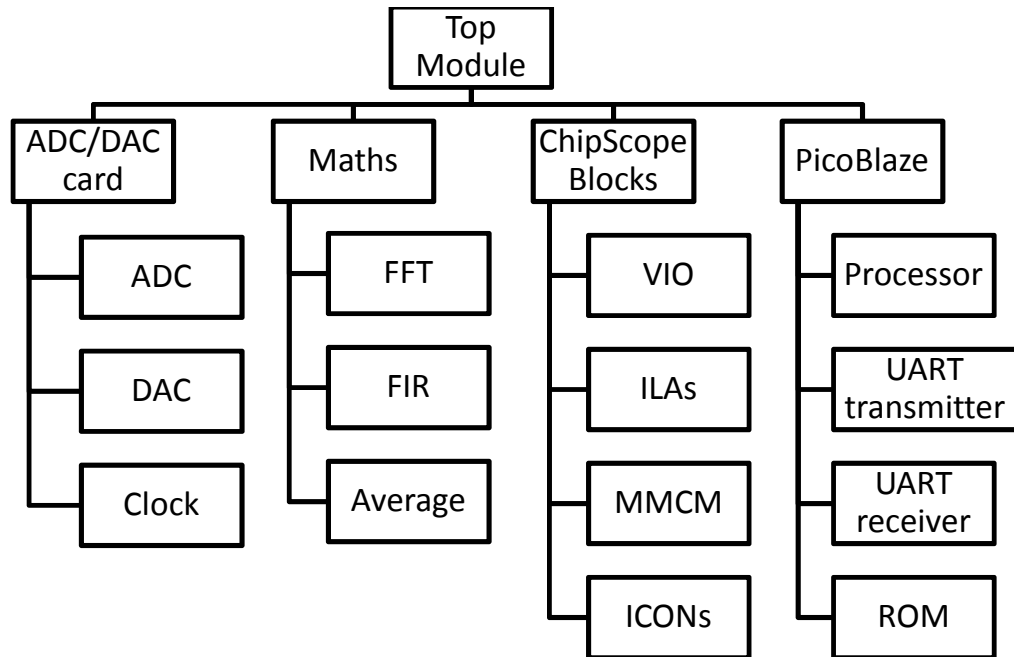 Top
Module
ADC/DAC
card
Maths
ChipScope
Blocks
PicoBlaze
ADC
FFT
VIO
Processor
DAC
FIR
ILAs
UART
transmitter
Clock
Average
MMCM
UART
receiver
ICONs
ROM